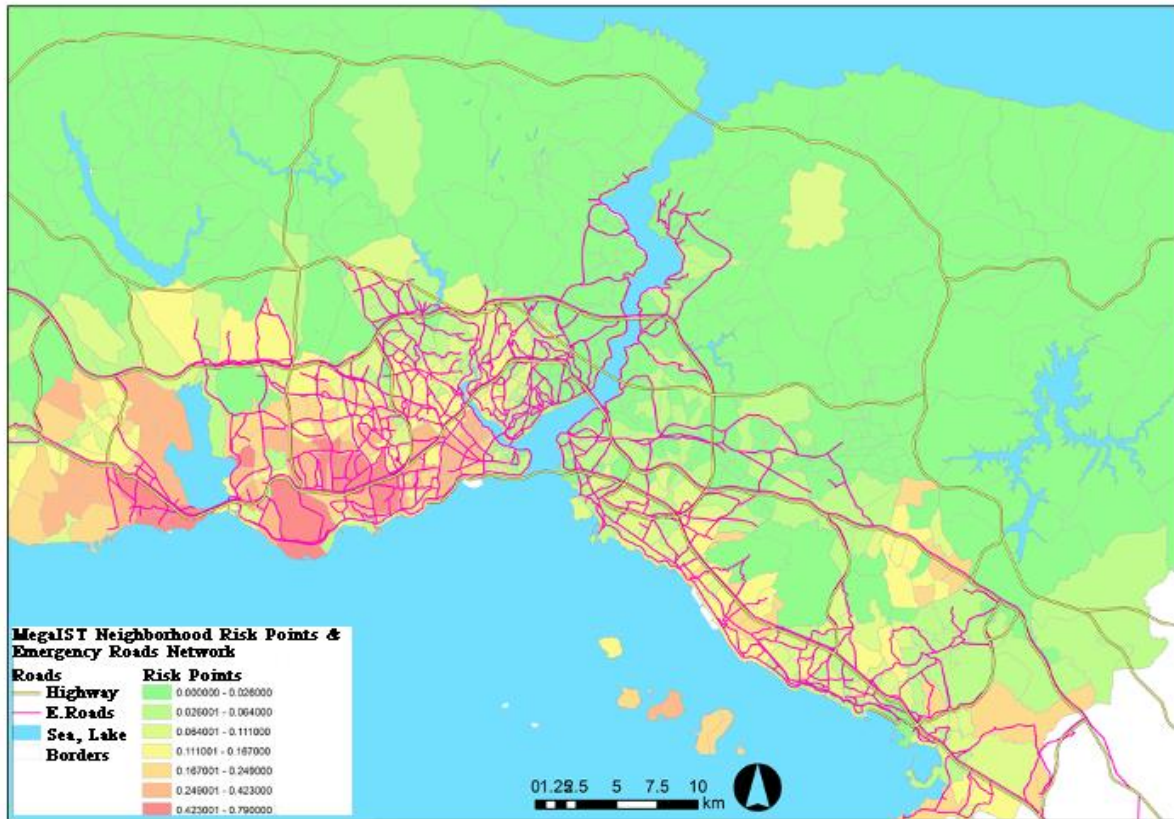 MegaIST Neighborhood Risk Points &
Emergency Roads Network
Roads
Highway
E.Roads
Sea, Lake
Borders
Risk Points
0.000000 - 0.026000
0.026001 - 0.064000
0.064001 - 0.111000
0.111001 - 0.167000
0.167001 - 0.249000
0.249001 - 0.423000
0.423001 - 0.790000
01.252.5 5 7.5 10
km